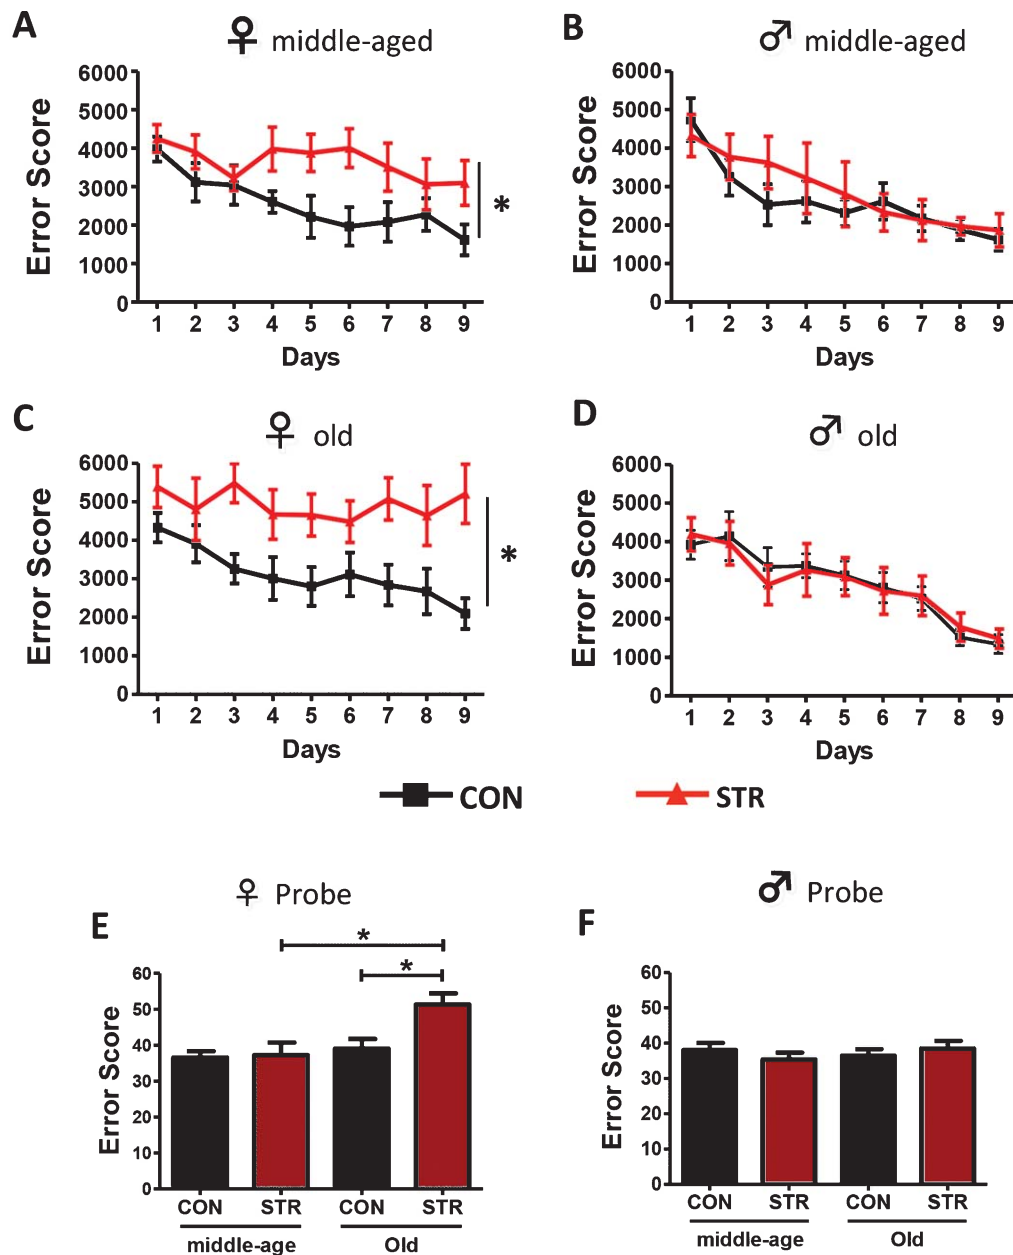 A
♀ middle-aged
6000
5000
4000
3000
2000
1000
0
Error Score
1 2 3 4 5 6 7 8 9
Days
*
B
♂ middle-aged
6000
5000
4000
3000
2000
1000
0
Error Score
1 2 3 4 5 6 7 8 9
Days
C
♀ old
6000
5000
4000
3000
2000
1000
0
Error Score
1 2 3 4 5 6 7 8 9
Days
*
D
♂ old
6000
5000
4000
3000
2000
1000
0
Error Score
1 2 3 4 5 6 7 8 9
Days
CON STR
E
♀ Probe
*
*
60
50
40
30
20
10
0
Error Score
CON STR CON STR
middle-age Old
F
♂ Probe
60
50
40
30
20
10
0
Error Score
CON STR CON STR
middle-age Old